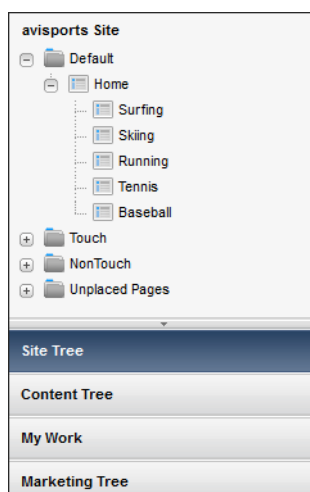 avisports Site
Default
Home
Surfing
Skiing
Running
Tennis
Baseball
Touch
NonTouch
Unplaced Pages
Site Tree
Content Tree
My Work
Marketing Tree